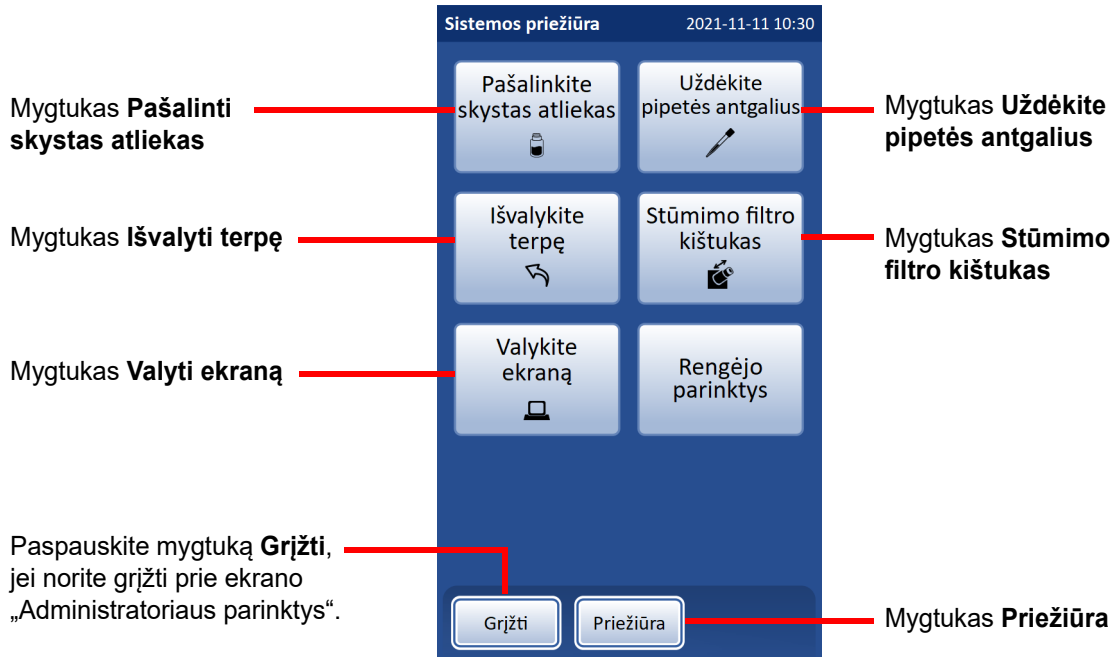 Sistemos priežiūra 2021-11-11 10:30
Mygtukas Pašalinti
skystas atliekas
Pašalinkite
skystas atliekas
Uždėkite
pipetės antgalius
Mygtukas Uždėkite
pipetės antgalius
Mygtukas Išvalyti terpę
Išvalykite
terpę
Stūmimo filtro
kištukas
Mygtukas Stūmimo
filtro kištukas
Mygtukas Valyti ekraną
Valykite
ekraną
Rengėjo
parinktys
Paspauskite mygtuką Grįžti,
jei norite grįžti prie ekrano
„Administratoriaus parinktys“.
Grįžti
Priežiūra
Mygtukas Priežiūra